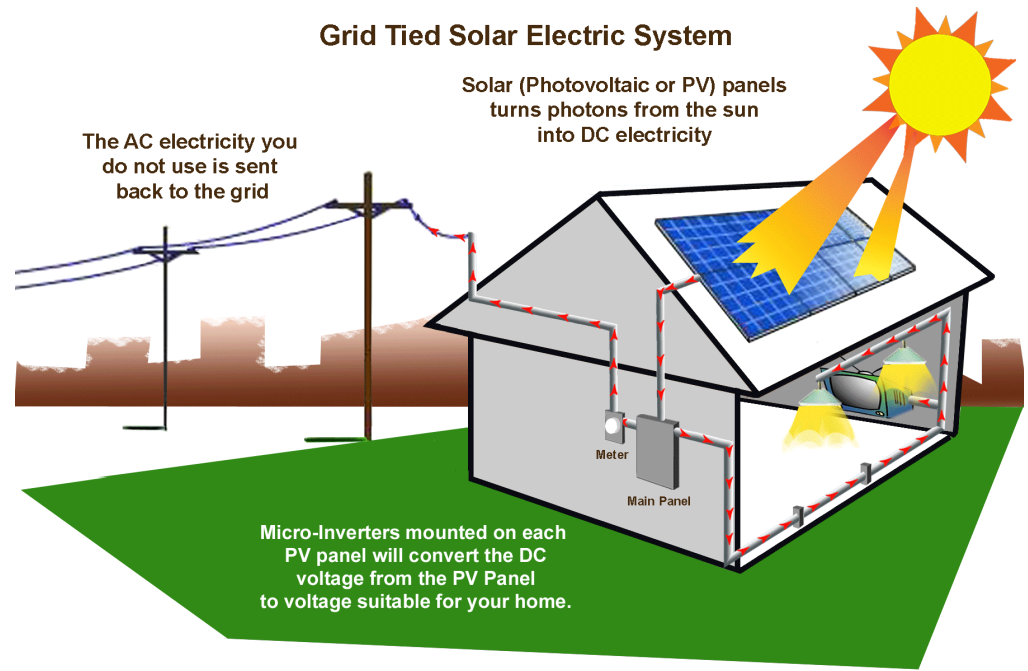 Grid Tied Solar Electric System
Solar (Photovoltaic or PV) panels
turns photons from the sun
into DC electricity
The AC electricity you
do not use is sent
back to the grid
Meter
Main Panel
Micro-Inverters mounted on each
PV panel will convert the DC
voltage from the PV Panel
to voltage suitable for your home.